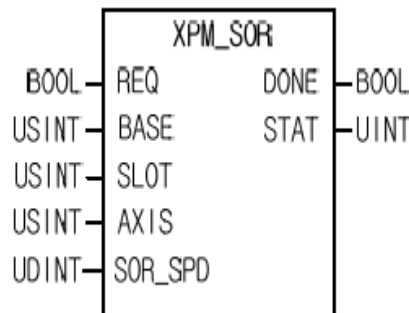 XPM_SOR
BOOL REQ DONE BOOL
USINT BASE STAT UINT
USINT SLOT
USINT AXIS
UDINT SOR_SPD